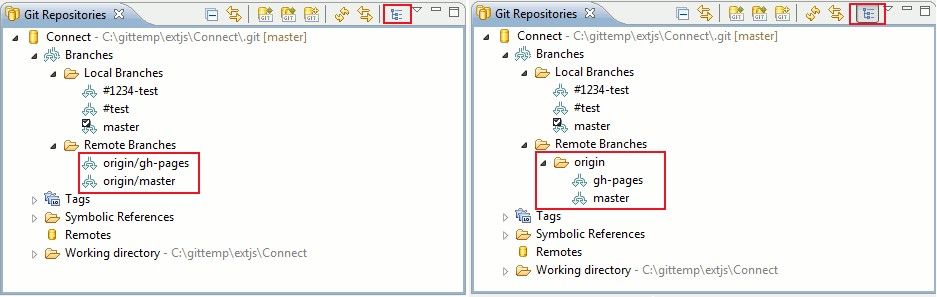 Git Repositories
Connect - C:\gittemp\extjs\Connect\.git [master]
Branches
Local Branches
#1234-test
#test
master
Remote Branches
origin/gh-pages
origin/master
Tags
Symbolic References
Remotes
Working directory - C:\gittemp\extjs\Connect
Git Repositories
Connect - C:\gittemp\extjs\Connect\.git [master]
Branches
Local Branches
#1234-test
#test
master
Remote Branches
origin
gh-pages
master
Tags
Symbolic References
Remotes
Working directory - C:\gittemp\extjs\Connect